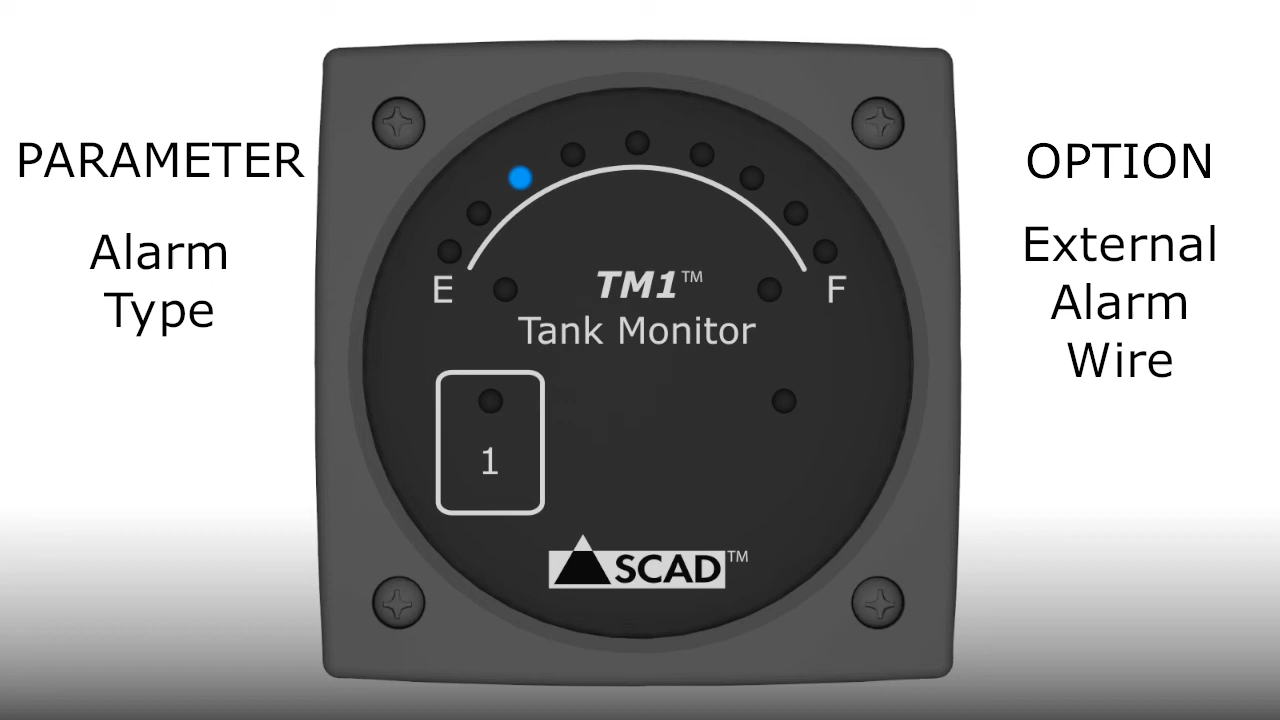 PARAMETER
Alarm
Type
E
F
TM1™
Tank Monitor
1
SCAD™
OPTION
External
Alarm
Wire